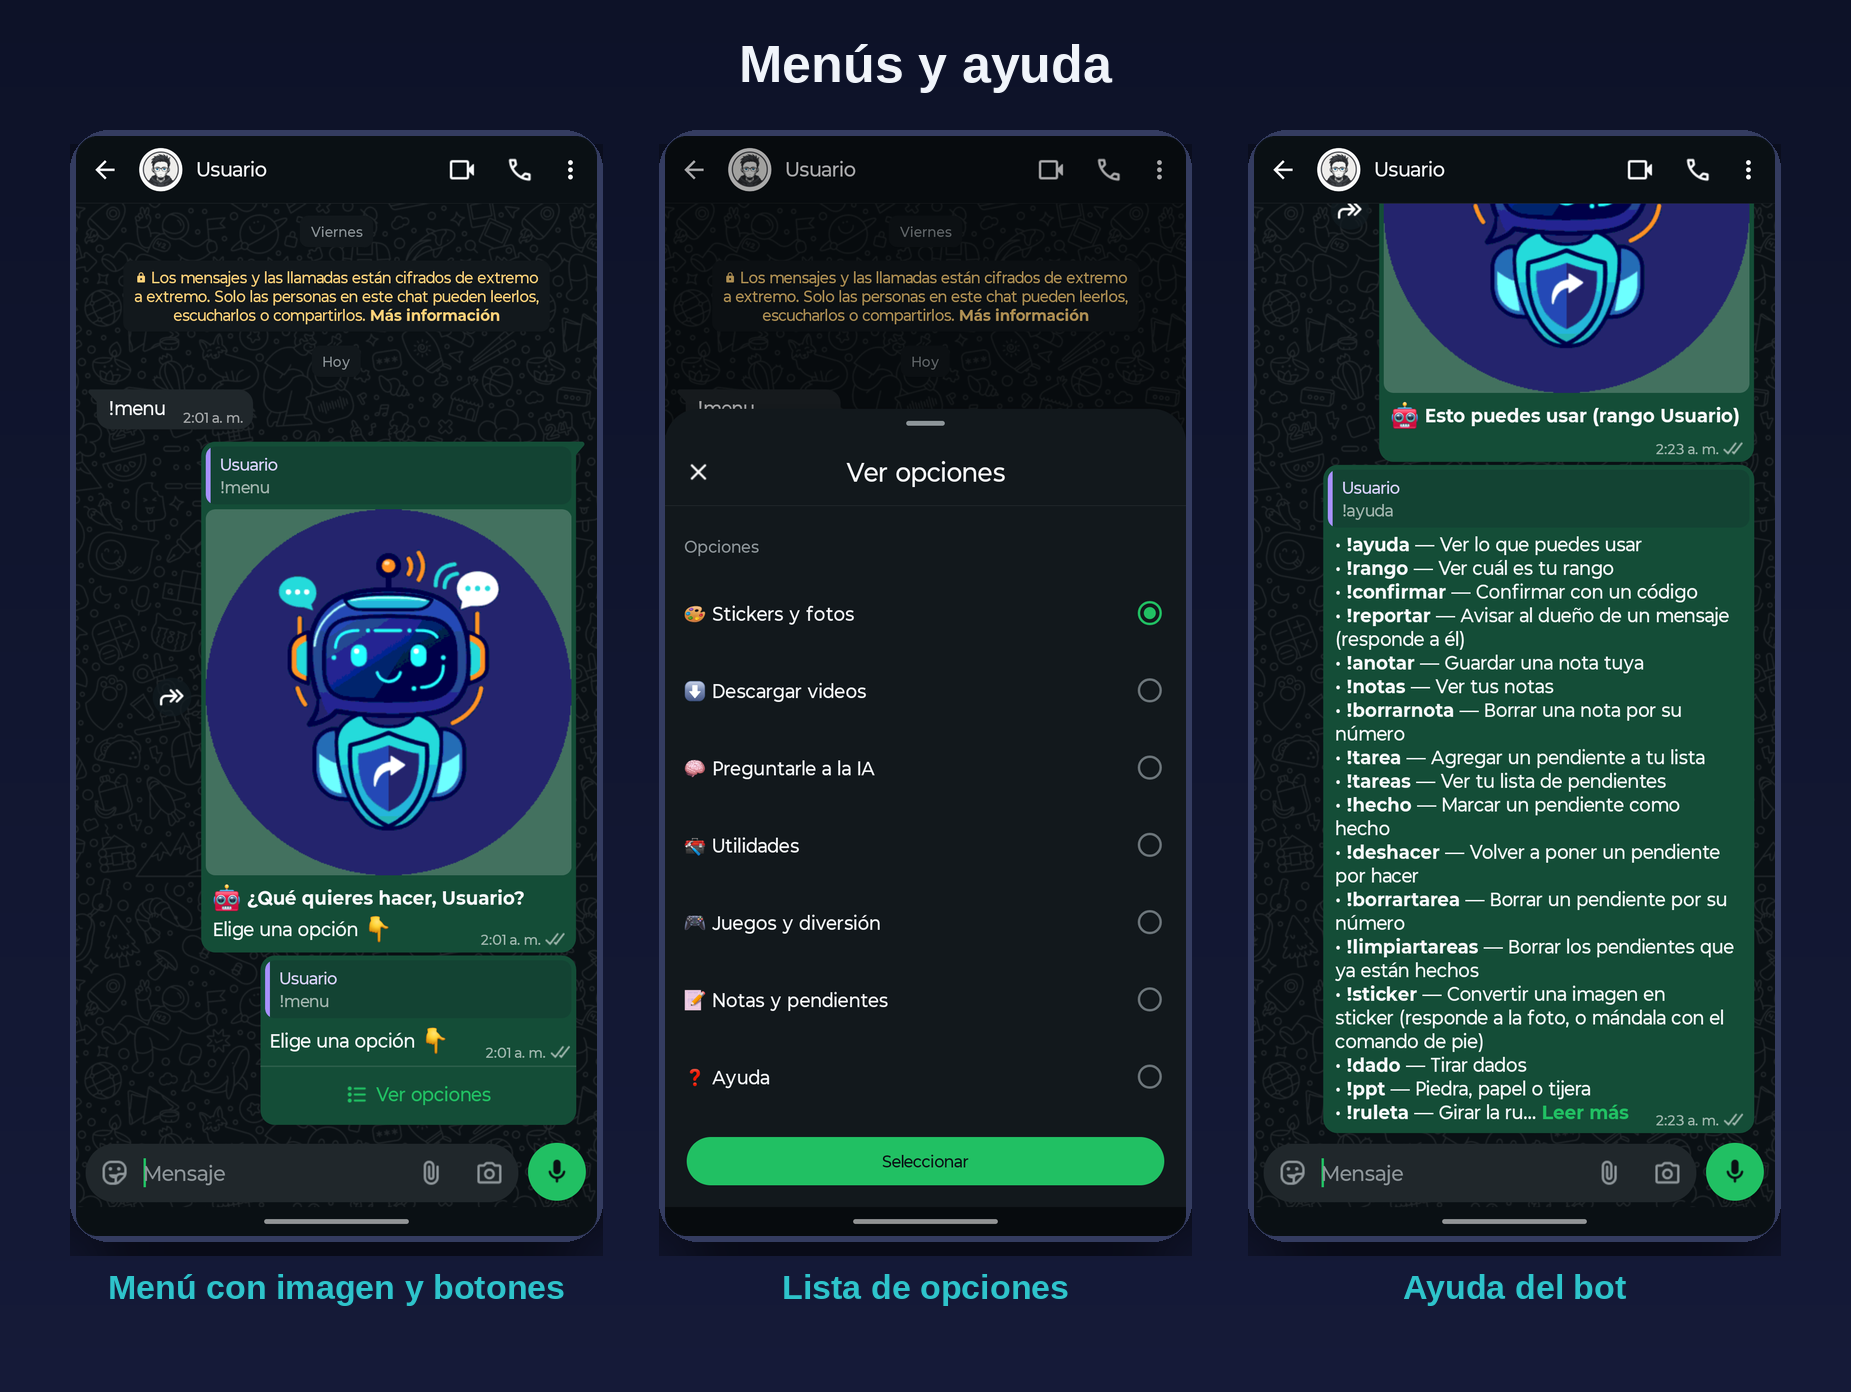 Menús y ayuda
Usuario
Viernes
Los mensajes y las llamadas están cifrados de extremo
a extremo. Solo las personas en este chat pueden leerlos,
escucharlos o compartirlos. Más información
Hoy
!menu 2:01 a. m.
Usuario
!menu
🤖 ¿Qué quieres hacer, Usuario?
Elige una opción 👇 2:01 a. m.
Usuario
!menu
Elige una opción 👇 2:01 a. m.
Ver opciones
Mensaje
Menú con imagen y botones
Usuario
Viernes
Los mensajes y las llamadas están cifrados de extremo
a extremo. Solo las personas en este chat pueden leerlos,
escucharlos o compartirlos. Más información
Hoy
!menu
Ver opciones
Opciones
🎨 Stickers y fotos
⬇️ Descargar videos
🧠 Preguntarle a la IA
🧰 Utilidades
🎮 Juegos y diversión
📝 Notas y pendientes
❓ Ayuda
Seleccionar
Lista de opciones
Usuario
🤖 Esto puedes usar (rango Usuario)
2:23 a. m.
Usuario
!ayuda
• !ayuda — Ver lo que puedes usar
• !rango — Ver cuál es tu rango
• !confirmar — Confirmar con un código
• !reportar — Avisar al dueño de un mensaje
(responde a él)
• !anotar — Guardar una nota tuya
• !notas — Ver tus notas
• !borrarnota — Borrar una nota por su
número
• !tarea — Agregar un pendiente a tu lista
• !tareas — Ver tu lista de pendientes
• !hecho — Marcar un pendiente como
hecho
• !deshacer — Volver a poner un pendiente
por hacer
• !borrartarea — Borrar un pendiente por su
número
• !limpiartareas — Borrar los pendientes que
ya están hechos
• !sticker — Convertir una imagen en
sticker (responde a la foto, o mándala con el
comando de pie)
• !dado — Tirar dados
• !ppt — Piedra, papel o tijera
• !ruleta — Girar la ru... Leer más 2:23 a. m.
Mensaje
Ayuda del bot